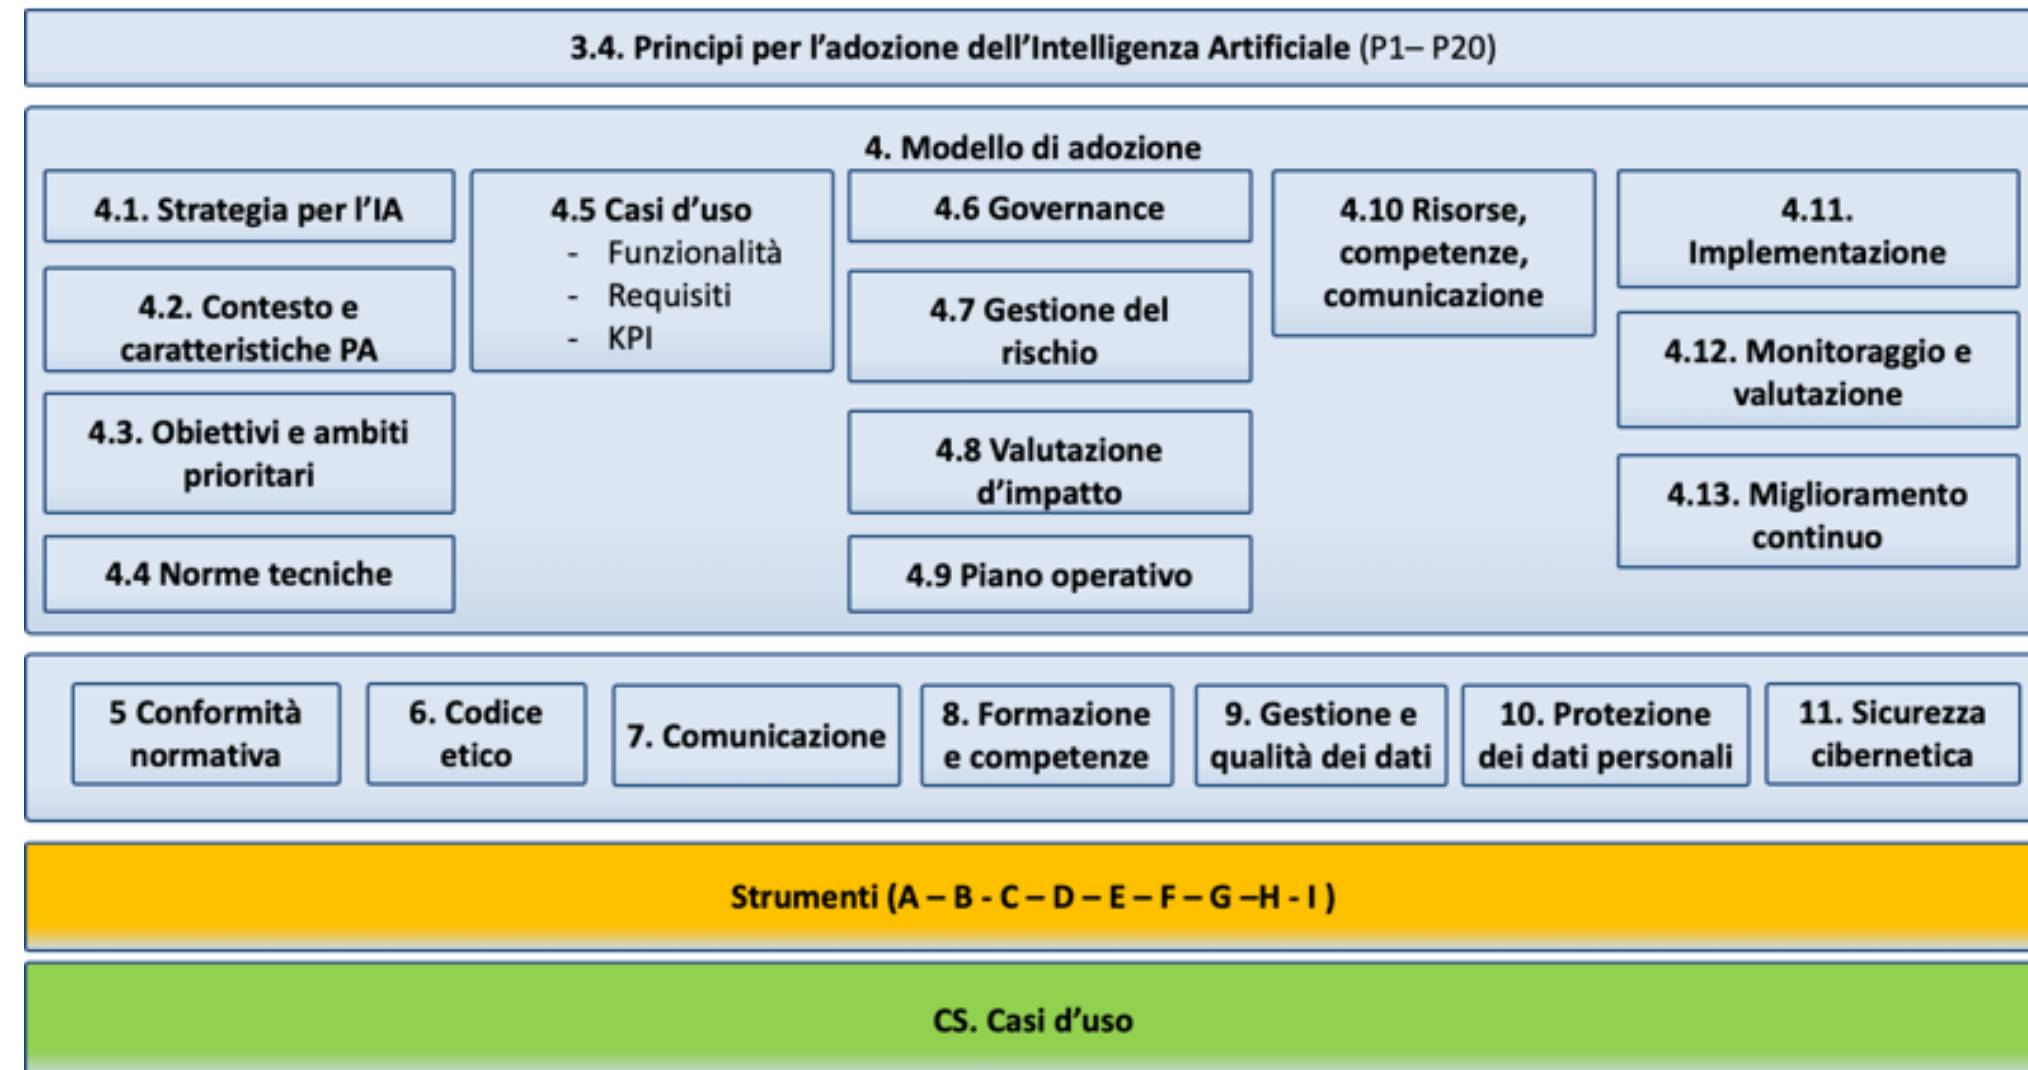 3.4. Principi per l’adozione dell’Intelligenza Artificiale (P1– P20)
4. Modello di adozione
4.1. Strategia per l’IA
4.2. Contesto e
caratteristiche PA
4.3. Obiettivi e ambiti
prioritari
4.4 Norme tecniche
4.5 Casi d’uso
- Funzionalità
- Requisiti
- KPI
4.6 Governance
4.7 Gestione del
rischio
4.8 Valutazione
d’impatto
4.9 Piano operativo
4.10 Risorse,
competenze,
comunicazione
4.11.
Implementazione
4.12. Monitoraggio e
valutazione
4.13. Miglioramento
continuo
5 Conformità
normativa
6. Codice
etico
7. Comunicazione
8. Formazione
e competenze
9. Gestione e
qualità dei dati
10. Protezione
dei dati personali
11. Sicurezza
cibernetica
Strumenti (A – B - C – D – E – F – G –H - I )
CS. Casi d’uso